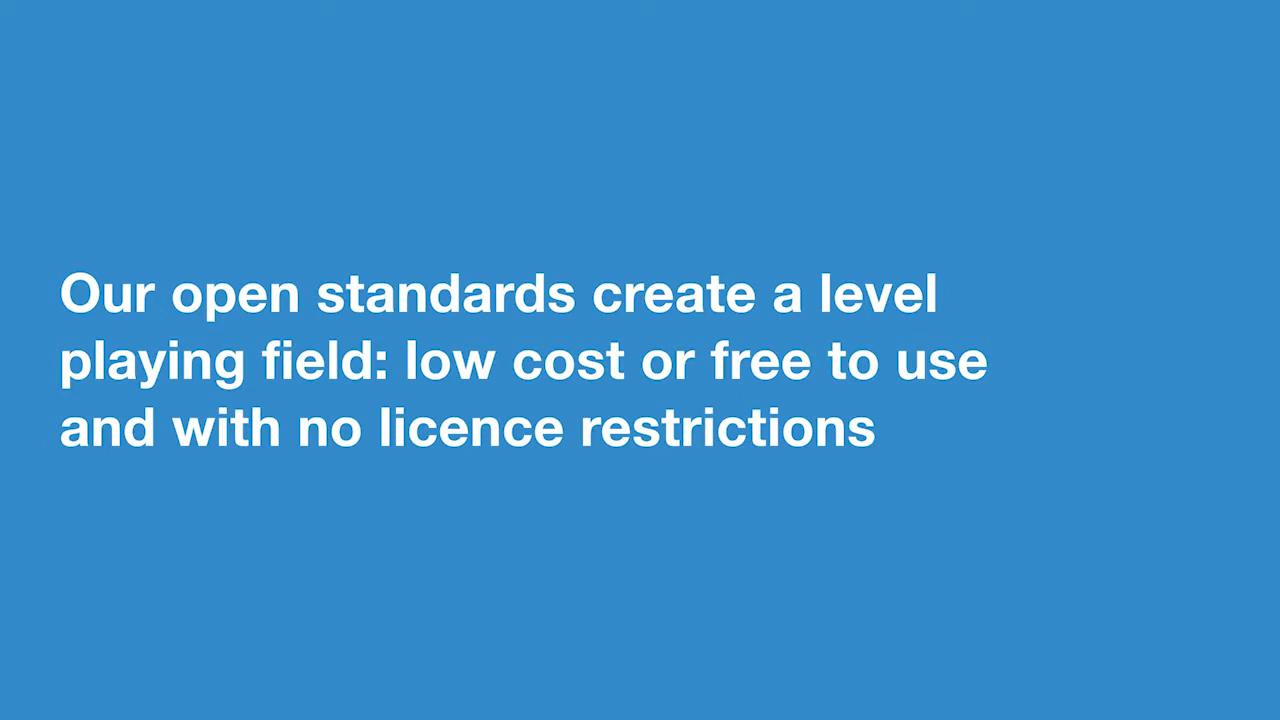 Our open standards create a level
playing field: low cost or free to use
and with no licence restrictions